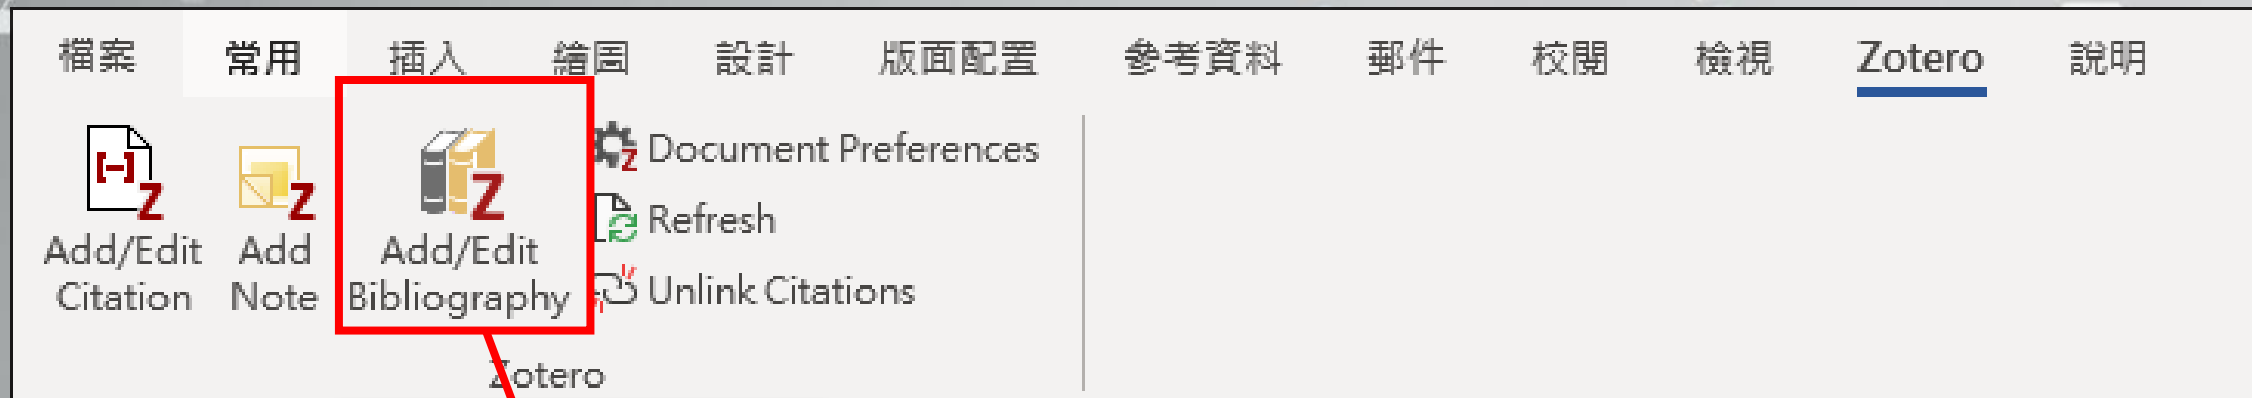 檔案 常用 插入 繪圖 設計 版面配置 參考資料 郵件 校閱 檢視 Zotero 說明
Add/Edit Citation
Add Note
Add/Edit Bibliography
Document Preferences
Refresh
Unlink Citations
Zotero